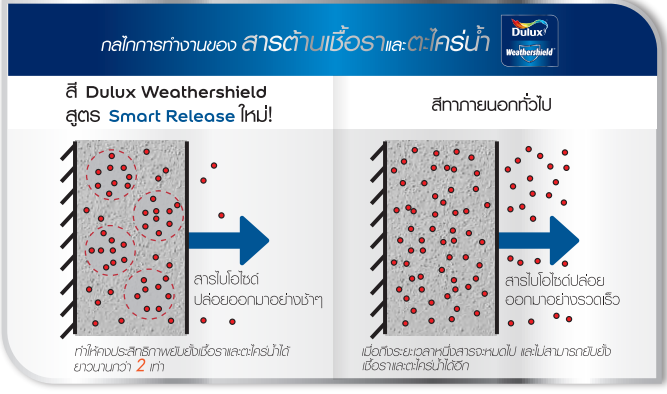 กลไกการทำงานของ สารต้านเชื้อราและตะไคร่น้ำ
Dulux
Weathershield
สี Dulux Weathershield
สูตร Smart Release ใหม่!
สีทาภายนอกทั่วไป
สารไบโอไซด์
ปล่อยออกมาอย่างช้าๆ
สารไบโอไซด์ปล่อย
ออกมาอย่างรวดเร็ว
ทำให้คงประสิทธิภาพยับยั้งเชื้อราและตะไคร่น้ำได้
ยาวนานกว่า 2 เท่า
เมื่อถึงระยะเวลาหนึ่งสารจะหมดไป และไม่สามารถยับยั้ง
เชื้อราและตะไคร่น้ำได้อีก